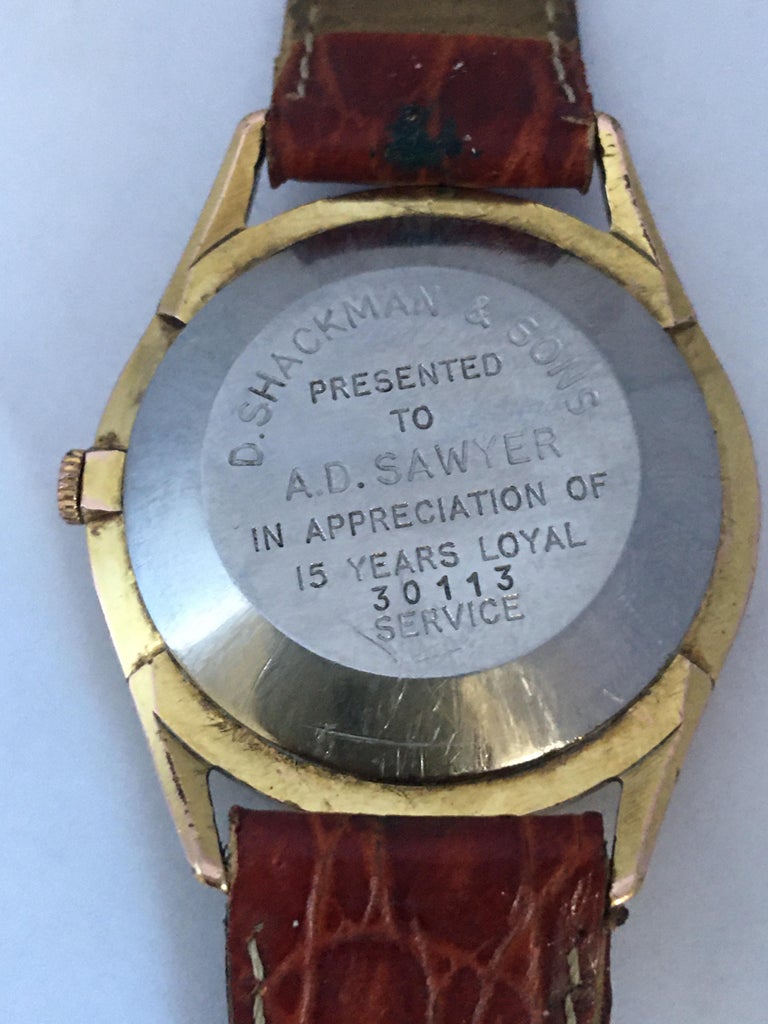 D. SHACKMAN & SONS
PRESENTED
TO
A.D. SAWYER
IN APPRECIATION OF
15 YEARS LOYAL
30113
SERVICE